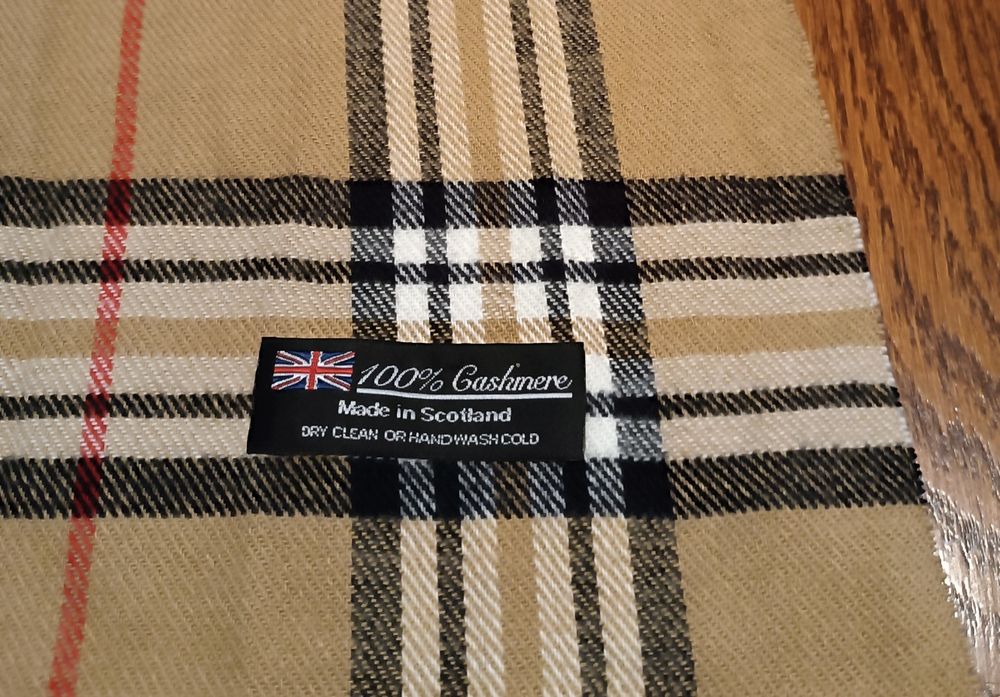 100% Cashmere
Made in Scotland
DRY CLEAN OR HANDWASH COLD